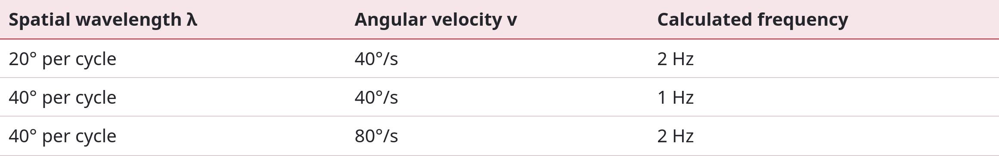 Spatial wavelength λ Angular velocity v Calculated frequency
20° per cycle 40°/s 2 Hz
40° per cycle 40°/s 1 Hz
40° per cycle 80°/s 2 Hz